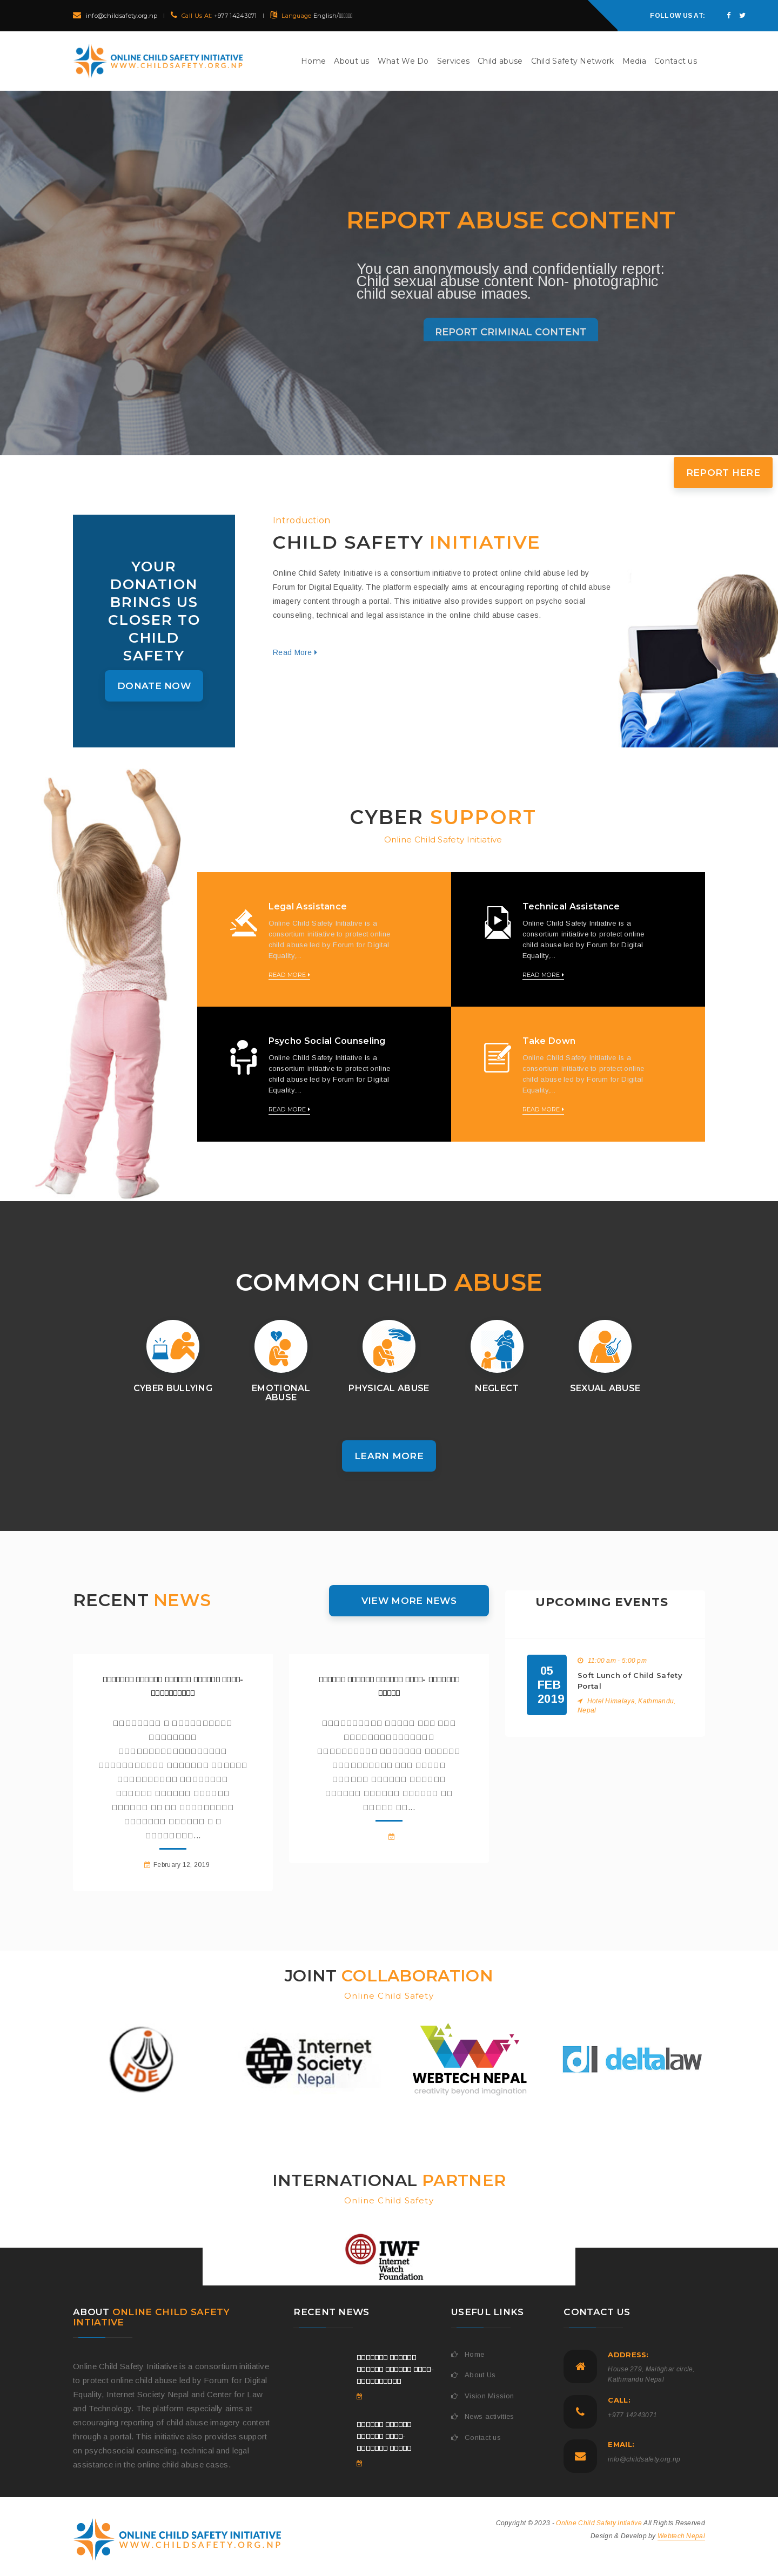 info@childsafety.org.np | Call Us At: +977 14243071 | Language English/
FOLLOW US AT:
ONLINE CHILD SAFETY INITIATIVE
WWW.CHILDSAFETY.ORG.NP
Home About us What We Do Services Child abuse Child Safety Network Media Contact us
REPORT ABUSE CONTENT
You can anonymously and confidentially report:
Child sexual abuse content Non- photographic
child sexual abuse images.
REPORT CRIMINAL CONTENT
REPORT HERE
YOUR
DONATION
BRINGS US
CLOSER TO
CHILD
SAFETY
DONATE NOW
Introduction
CHILD SAFETY INITIATIVE
Online Child Safety Initiative is a consortium initiative to protect online child abuse led by
Forum for Digital Equality. The platform especially aims at encouraging reporting of child abuse
imagery content through a portal. This initiative also provides support on psycho social
counseling, technical and legal assistance in the online child abuse cases.
Read More
CYBER SUPPORT
Online Child Safety Initiative
Legal Assistance
Online Child Safety Initiative is a
consortium initiative to protect online
child abuse led by Forum for Digital
Equality,...
READ MORE
Technical Assistance
Online Child Safety Initiative is a
consortium initiative to protect online
child abuse led by Forum for Digital
Equality,...
READ MORE
Psycho Social Counseling
Online Child Safety Initiative is a
consortium initiative to protect online
child abuse led by Forum for Digital
Equality,...
READ MORE
Take Down
Online Child Safety Initiative is a
consortium initiative to protect online
child abuse led by Forum for Digital
Equality,...
READ MORE
COMMON CHILD ABUSE
CYBER BULLYING
EMOTIONAL
ABUSE
PHYSICAL ABUSE
NEGLECT
SEXUAL ABUSE
LEARN MORE
RECENT NEWS
VIEW MORE NEWS
February 12, 2019
UPCOMING EVENTS
05
FEB
2019
11:00 am - 5:00 pm
Soft Lunch of Child Safety
Portal
Hotel Himalaya, Kathmandu,
Nepal
JOINT COLLABORATION
Online Child Safety
FDE
Internet
Society
Nepal
WEBTECH NEPAL
creativity beyond imagination
dl deltalaw
INTERNATIONAL PARTNER
Online Child Safety
IWF
Internet
Watch
Foundation
ABOUT ONLINE CHILD SAFETY
INTIATIVE
Online Child Safety Initiative is a consortium initiative
to protect online child abuse led by Forum for Digital
Equality, Internet Society Nepal and Center for Law
and Technology. The platform especially aims at
encouraging reporting of child abuse imagery content
through a portal. This initiative also provides support
on psychosocial counseling, technical and legal
assistance in the online child abuse cases.
RECENT NEWS
USEFUL LINKS
Home
About Us
Vision Mission
News activities
Contact us
CONTACT US
ADDRESS:
House 279, Maitighar circle,
Kathmandu Nepal
CALL:
+977 14243071
EMAIL:
info@childsafety.org.np
ONLINE CHILD SAFETY INITIATIVE
WWW.CHILDSAFETY.ORG.NP
Copyright © 2023 - Online Child Safety Intiative All Rights Reserved
Design & Develop by Webtech Nepal